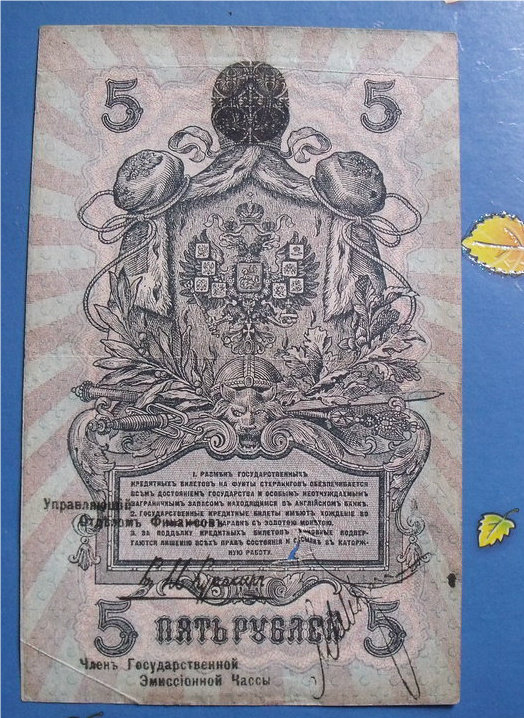 5 5
1. РАЗМѢНЪ ГОСУДАРСТВЕННЫХЪ
КРЕДИТНЫХЪ БИЛЕТОВЪ НА ФУНТЫ СТЕРЛИНГОВЪ ОБЕЗПЕЧИВАЕТСЯ
ВСѢМЪ ДОСТОЯНІЕМЪ ГОСУДАРСТВА И ОСОБЫМЪ НЕОТЧУЖДАЕМЫМЪ
ЗАГРАНИЧНЫМЪ ЗАПАСОМЪ НАХОДЯЩИМСЯ ВЪ АНГЛІЙСКОМЪ БАНКѢ.
2. ГОСУДАРСТВЕННЫЕ КРЕДИТНЫЕ БИЛЕТЫ ИМѢЮТЪ ХОЖДЕНІЕ ВО
НАРАВНѢ СЪ ЗОЛОТОЮ МОНЕТОЮ.
3. ЗА ПОДДѢЛКУ КРЕДИТНЫХЪ БИЛЕТОВЪ ВИНОВНЫЕ ПОДВЕР-
ГАЮТСЯ ЛИШЕНІЮ ВСѢХЪ ПРАВЪ СОСТОЯНІЯ И ССЫЛКѢ ВЪ КАТОРЖ-
НУЮ РАБОТУ.
Управляющій
Отдѣломъ Финансовъ
5 ПЯТЬ РУБЛЕЙ 5
Членъ Государственной
Эмиссіонной Кассы